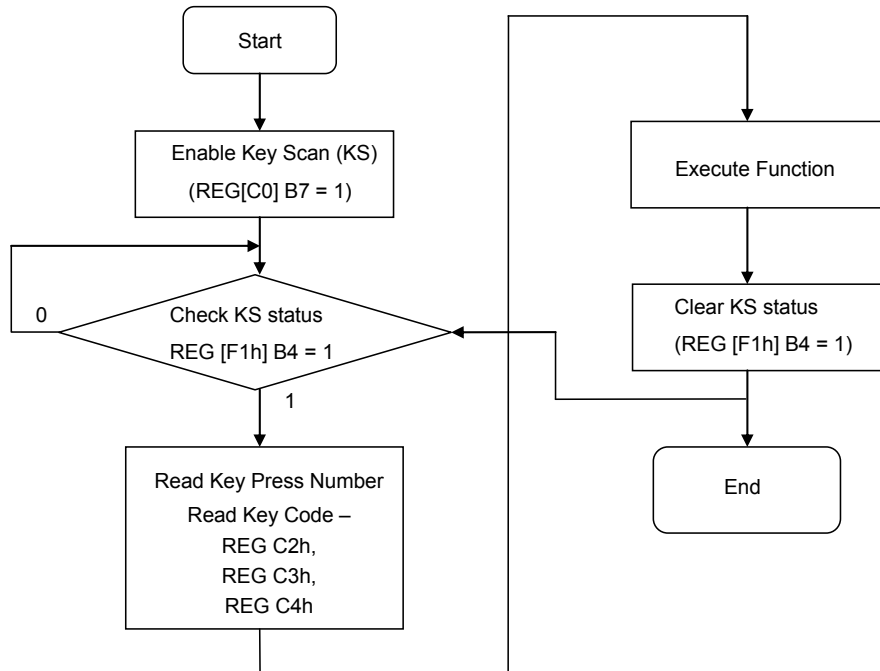 Start
Enable Key Scan (KS)
(REG[C0] B7 = 1)
0
Check KS status
REG [F1h] B4 = 1
1
Read Key Press Number
Read Key Code –
REG C2h,
REG C3h,
REG C4h
Execute Function
Clear KS status
(REG [F1h] B4 = 1)
End